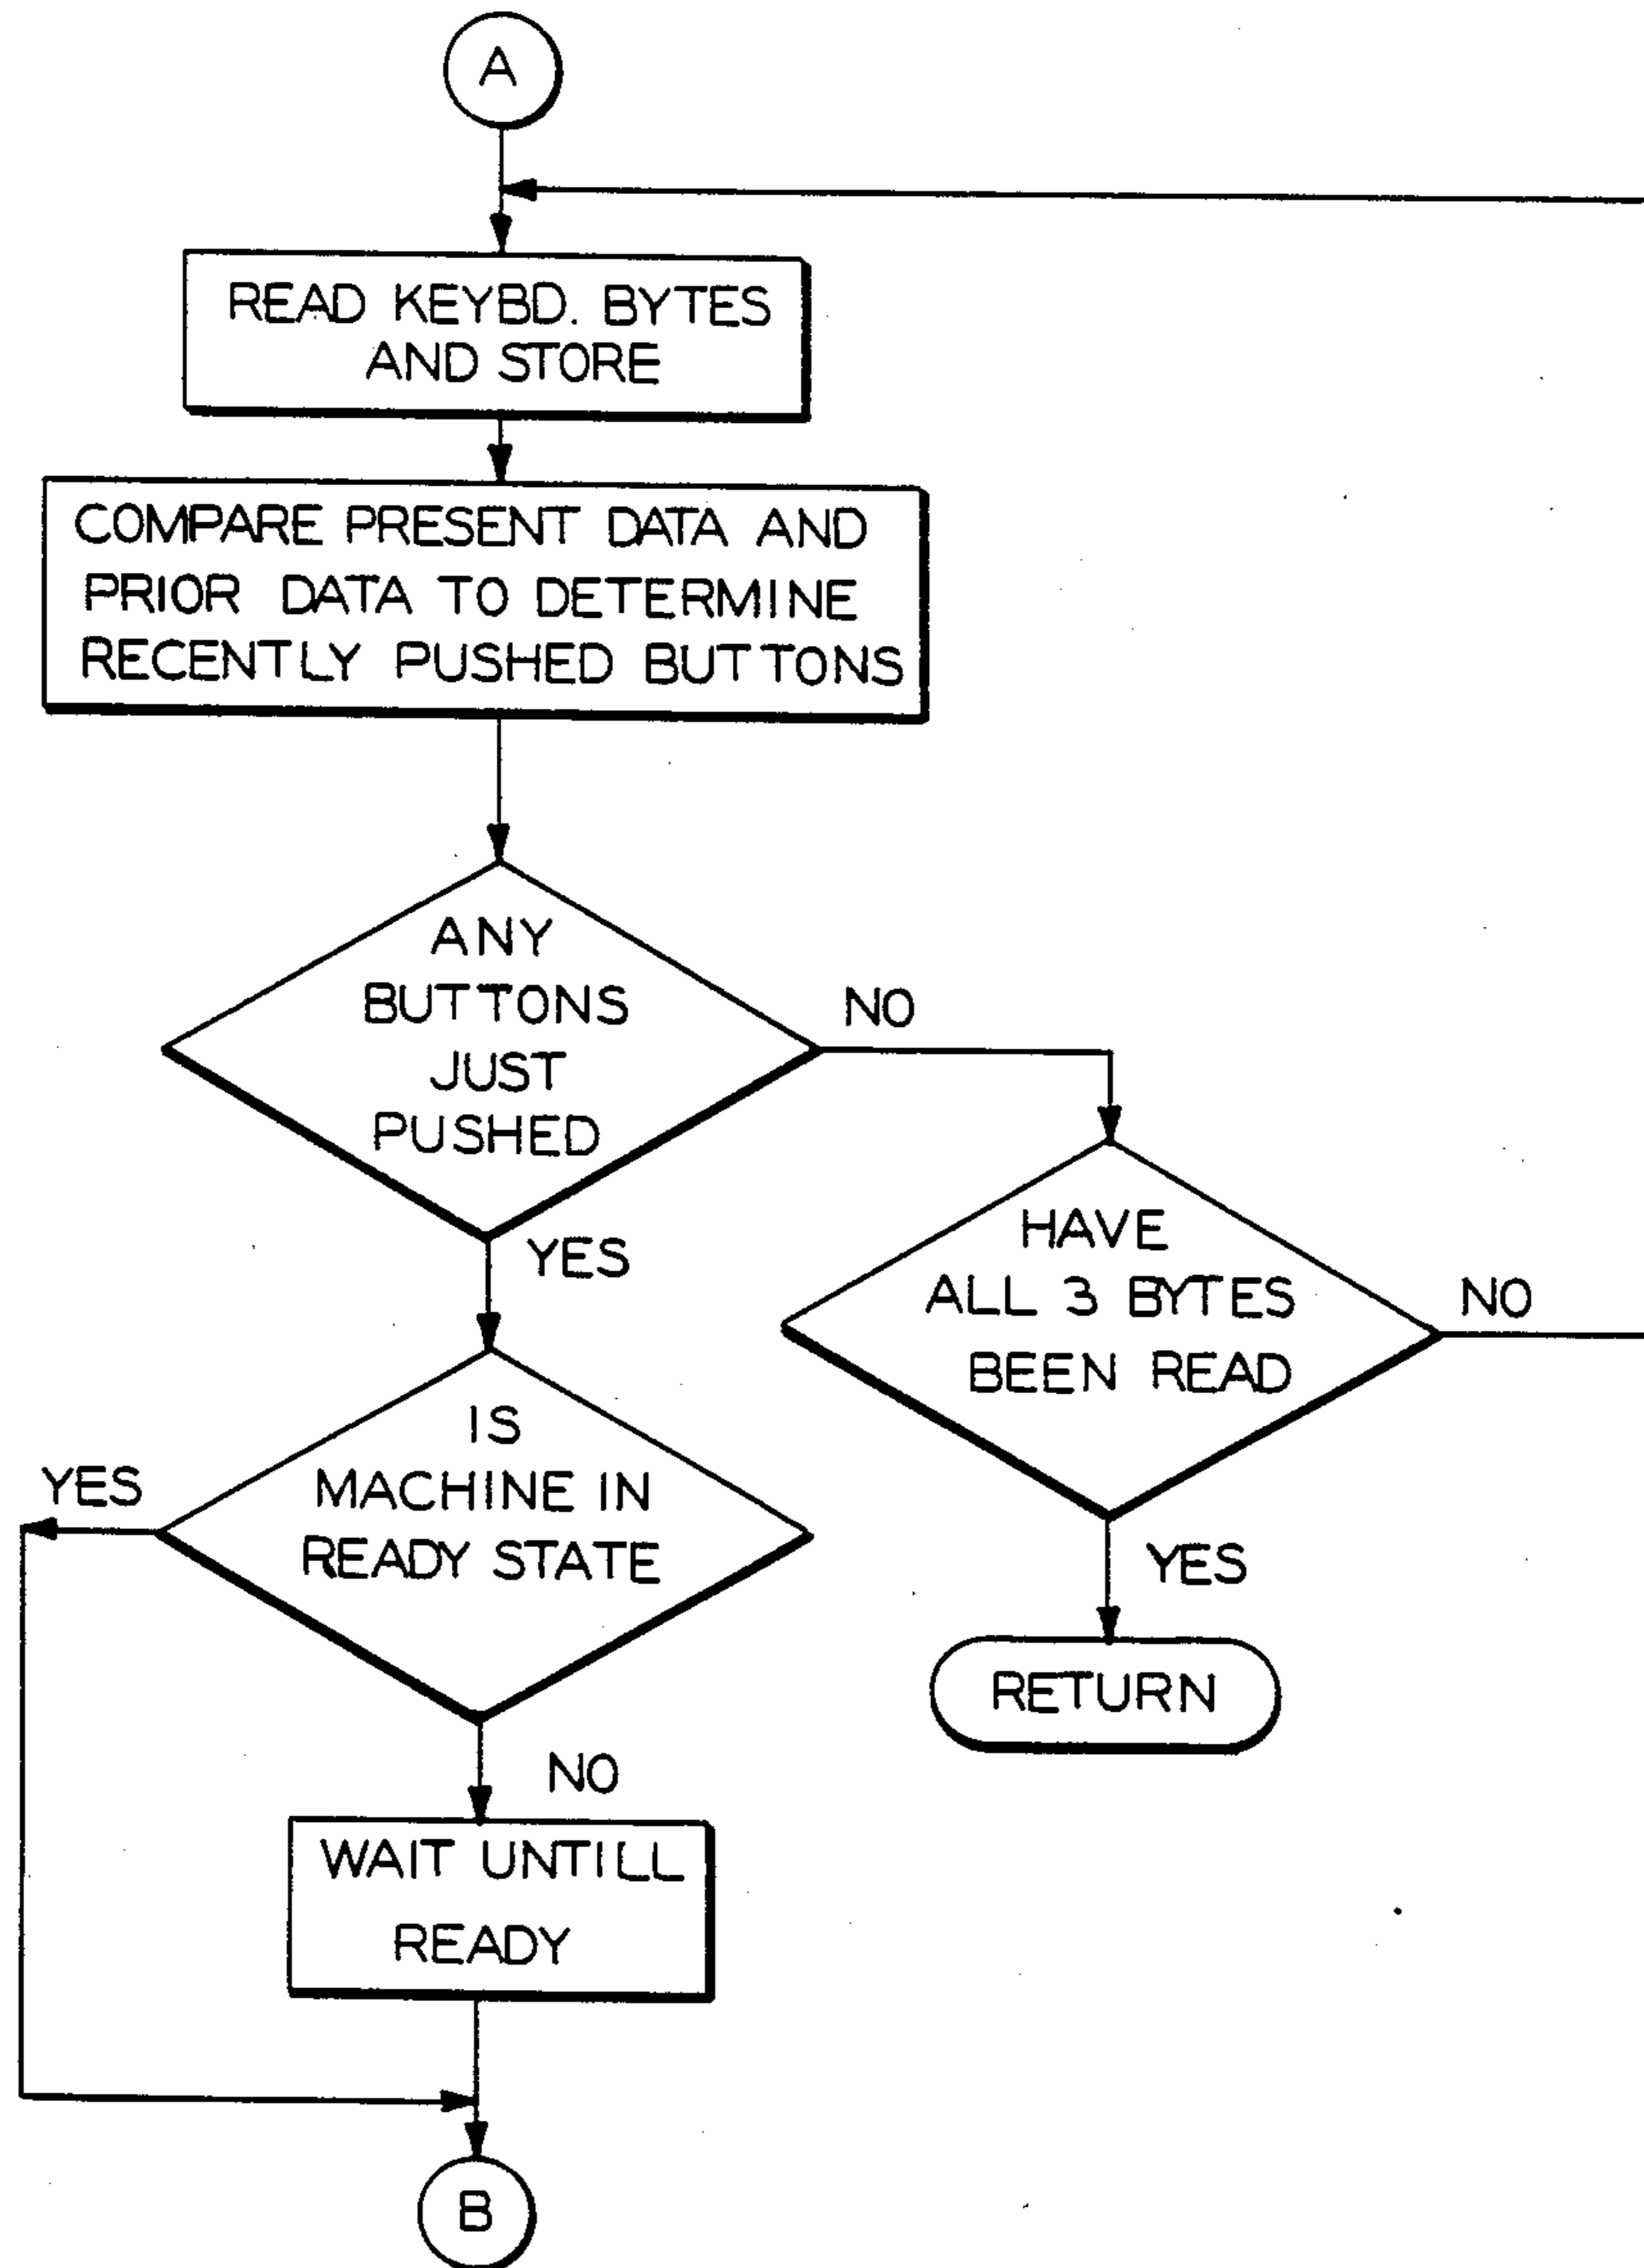 A
READ KEYBD. BYTES
AND STORE
COMPARE PRESENT DATA AND
PRIOR DATA TO DETERMINE
RECENTLY PUSHED BUTTONS
ANY
BUTTONS
JUST
PUSHED
NO
YES
HAVE
ALL 3 BYTES
BEEN READ
NO
YES
RETURN
IS
MACHINE IN
READY STATE
YES
NO
WAIT UNTILL
READY
B